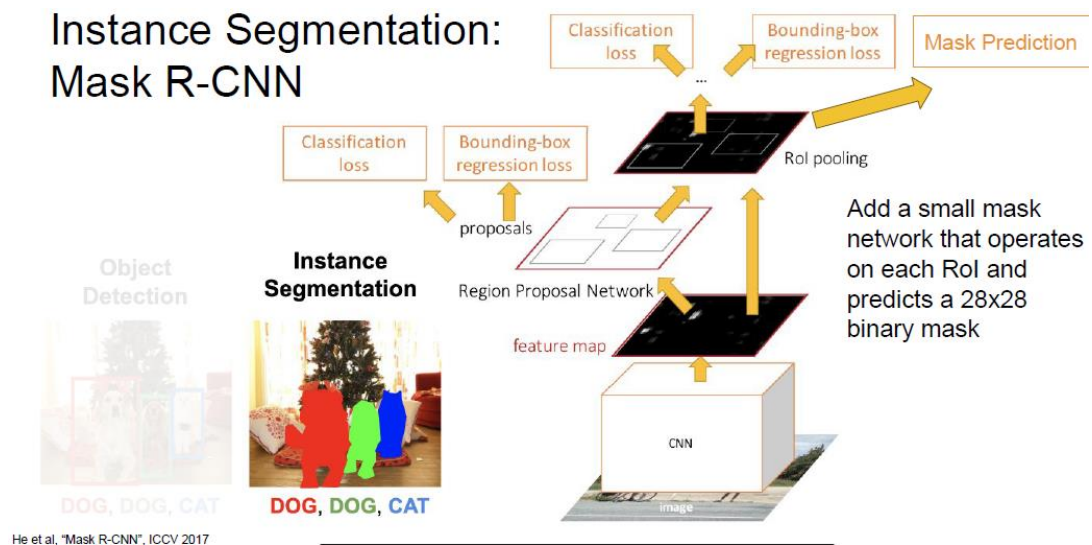 Instance Segmentation:
Mask R-CNN
Classification
loss
Bounding-box
regression loss
Mask Prediction
...
Classification
loss
Bounding-box
regression loss
RoI pooling
proposals
Add a small mask
network that operates
on each RoI and
predicts a 28x28
binary mask
Object
Detection
Instance
Segmentation
Region Proposal Network
feature map
CNN
image
DOG, DOG, CAT
DOG, DOG, CAT
He et al, "Mask R-CNN", ICCV 2017